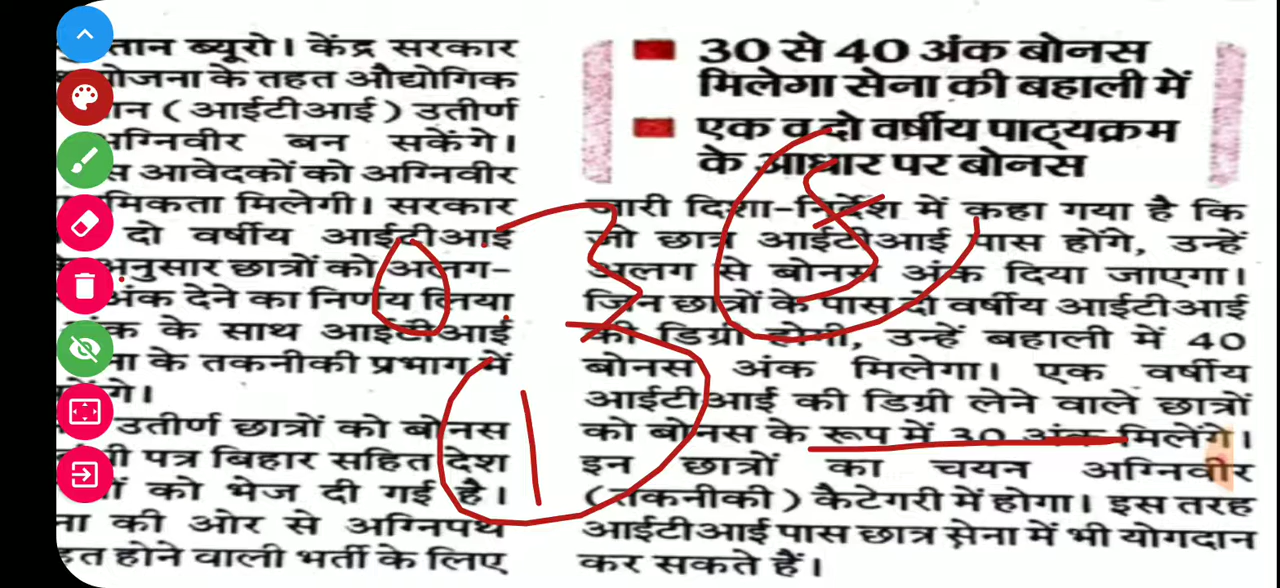 तान ब्यूरो। केंद्र सरकार
योजना के तहत औद्योगिक
(आईटीआई) उतीर्ण
अग्निवीर बन सकेंगे।
आवेदकों को अग्निवीर
मिलेगी। सरकार
दो वर्षीय आईटीआई
अनुसार छात्रों को अलग-
अंक देने का निर्णय लिया
के साथ आईटीआई
के तकनीकी प्रभाग में
उतीर्ण छात्रों को बोनस
पत्र बिहार सहित देश
को भेज दी गई है।
की ओर से अग्निपथ
होने वाली भर्ती के लिए
30 से 40 अंक बोनस
मिलेगा सेना की बहाली में
एक व दो वर्षीय पाठ्यक्रम
के आधार पर बोनस
जारी दिशा-निर्देश में कहा गया है कि
जो छात्र आईटीआई पास होंगे, उन्हें
अलग से बोनस अंक दिया जाएगा।
जिन छात्रों के पास दो वर्षीय आईटीआई
की डिग्री होगी, उन्हें बहाली में 40
बोनस अंक मिलेगा। एक वर्षीय
आईटीआई की डिग्री लेने वाले छात्रों
को बोनस के रूप में 30 अंक मिलेंगे।
इन छात्रों का चयन अग्निवीर
(तकनीकी) कैटेगरी में होगा। इस तरह
आईटीआई पास छात्र सेना में भी योगदान
कर सकते हैं।